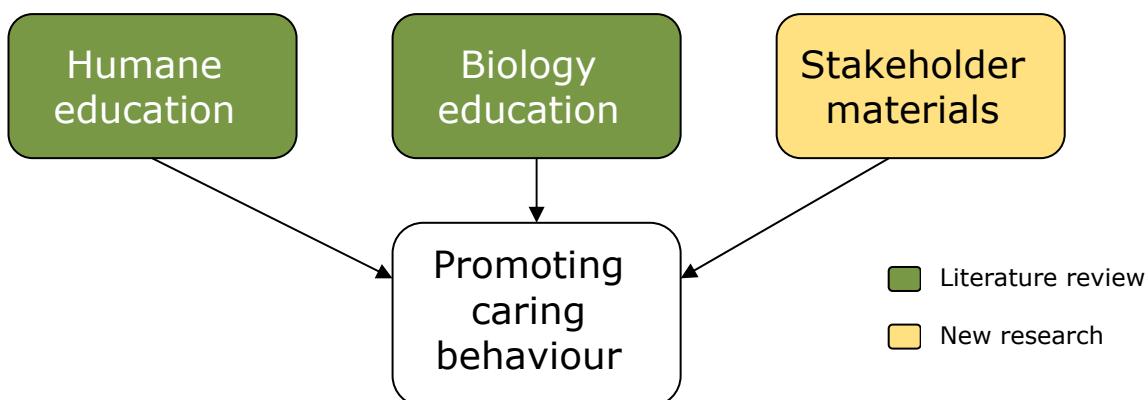 Humane
education
Biology
education
Stakeholder
materials
Promoting
caring
behaviour
Literature review
New research